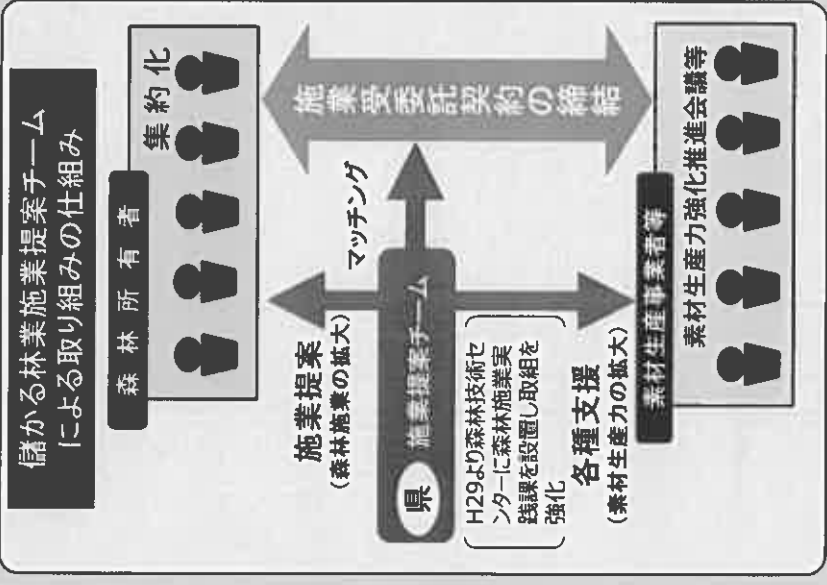 儲かる林業施業提案チーム
による取り組みの仕組み
森林所有者
集約化
施業提案
(森林施業の拡大)
マッチング
県
施業提案チーム
H29より森林技術セ
ンターに森林施業実
践課を設置し取組を
強化
各種支援
(素材生産力の拡大)
施業受委託契約の締結
素材生産事業者等
素材生産力強化推進会議等